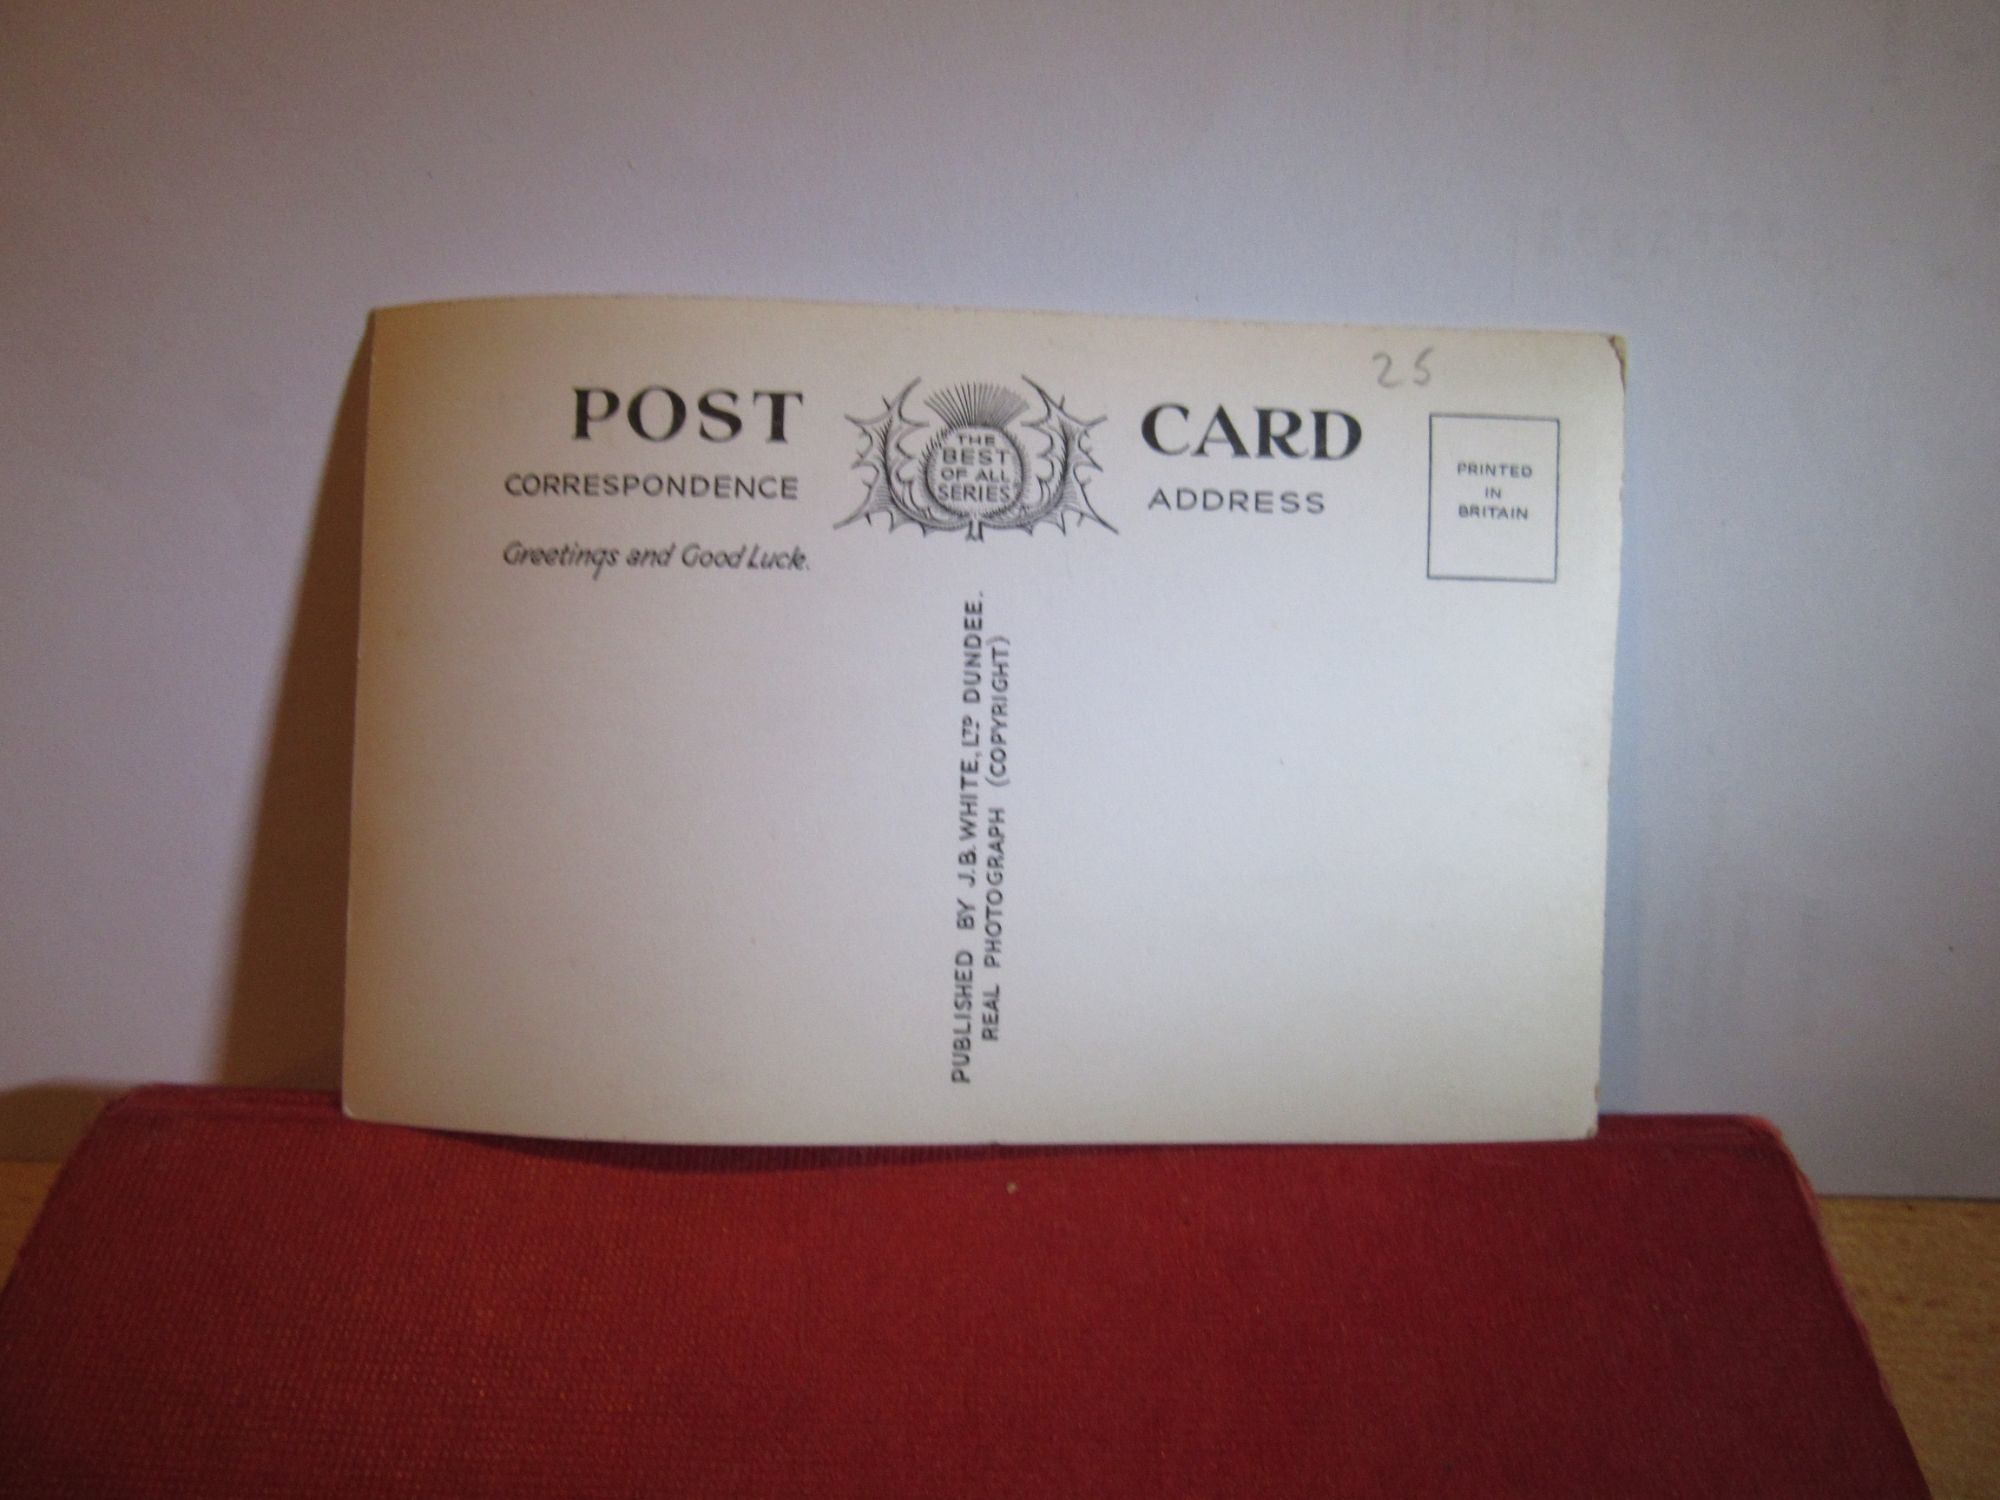 25
POST CARD
THE
BEST
OF ALL
SERIES
CORRESPONDENCE
ADDRESS
PRINTED
IN
BRITAIN
Greetings and Good Luck.
PUBLISHED BY J.B. WHITE, LTD DUNDEE.
REAL PHOTOGRAPH (COPYRIGHT)